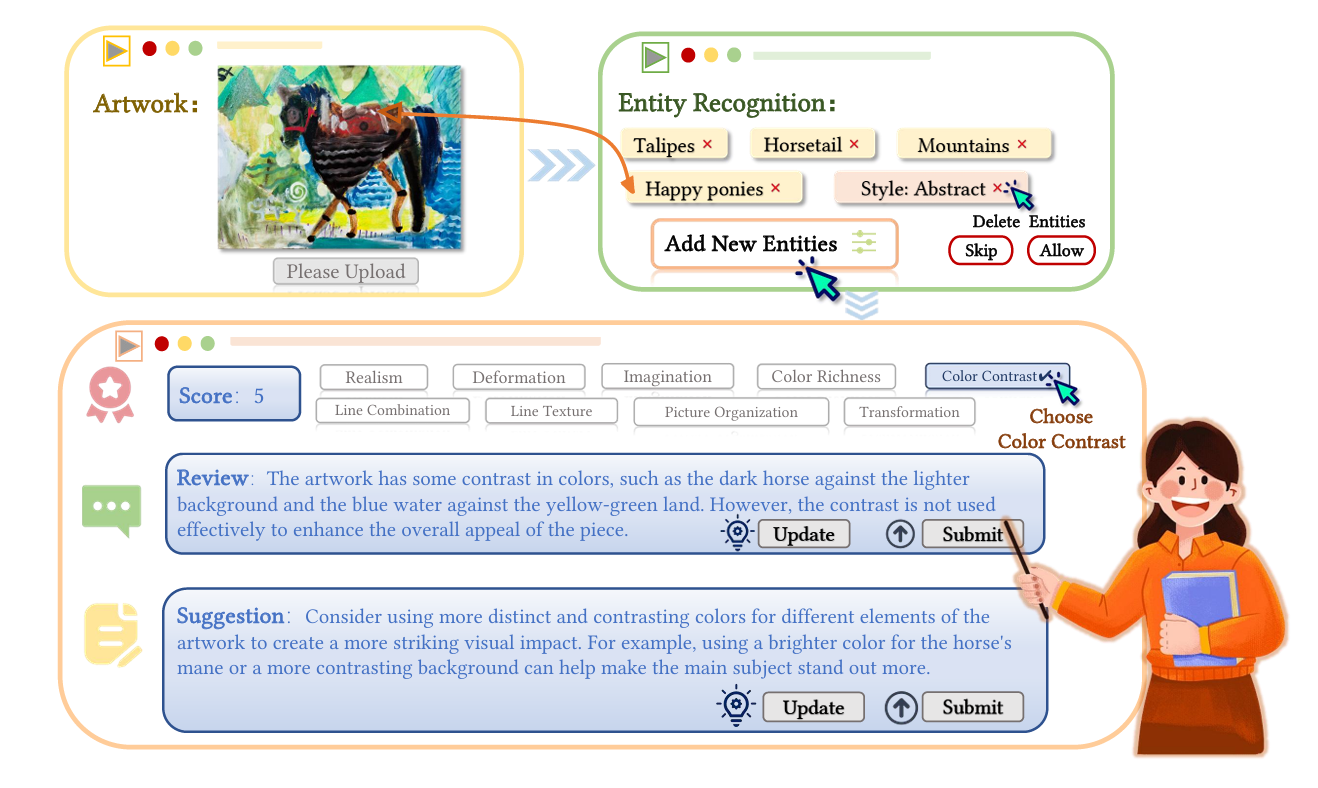 Artwork:
Please Upload
Entity Recognition:
Talipes ×
Horsetail ×
Mountains ×
Happy ponies ×
Style: Abstract ×
Delete Entities
Skip
Allow
Add New Entities
Score: 5
Realism
Deformation
Imagination
Color Richness
Color Contrast
Line Combination
Line Texture
Picture Organization
Transformation
Choose
Color Contrast
Review: The artwork has some contrast in colors, such as the dark horse against the lighter
background and the blue water against the yellow-green land. However, the contrast is not used
effectively to enhance the overall appeal of the piece.
Update
Submit
Suggestion: Consider using more distinct and contrasting colors for different elements of the
artwork to create a more striking visual impact. For example, using a brighter color for the horse's
mane or a more contrasting background can help make the main subject stand out more.
Update
Submit